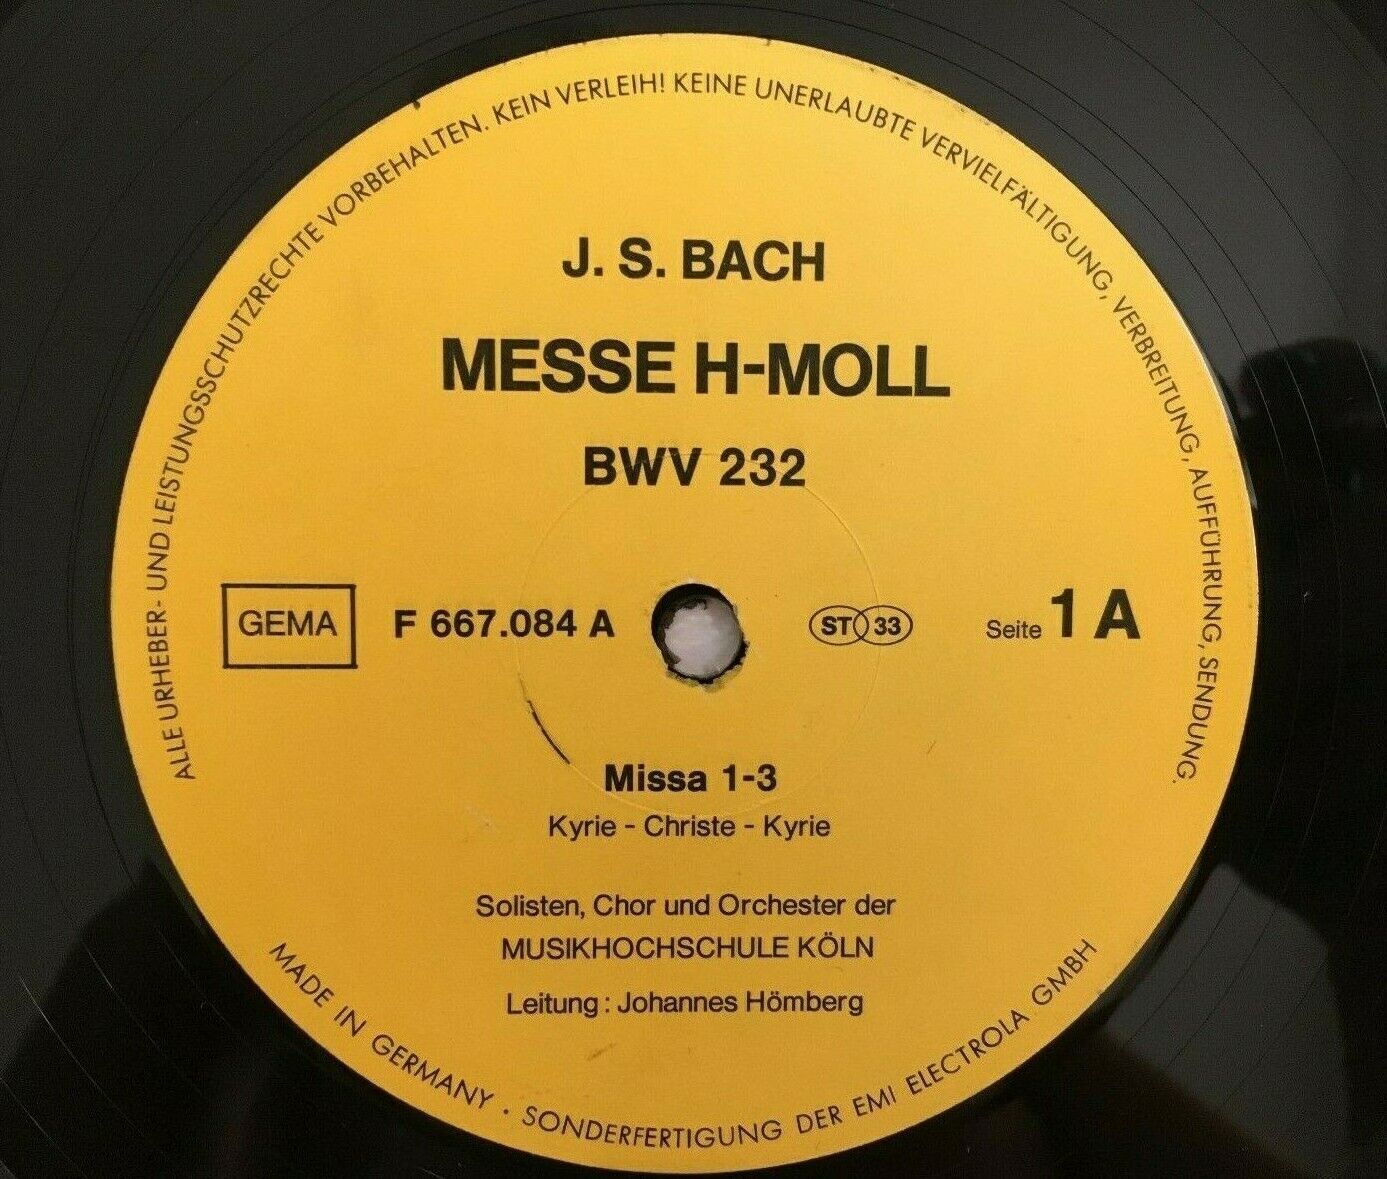 ALLE URHEBER- UND LEISTUNGSSCHUTZRECHTE VORBEHALTEN. KEIN VERLEIH! KEINE UNERLAUBTE VERVIELFÄLTIGUNG, VERBREITUNG, AUFFÜHRUNG, SENDUNG.
J. S. BACH
MESSE H-MOLL
BWV 232
GEMA F 667.084 A ST 33 Seite 1 A
Missa 1-3
Kyrie - Christe - Kyrie
Solisten, Chor und Orchester der
MUSIKHOCHSCHULE KÖLN
Leitung: Johannes Hömberg
MADE IN GERMANY · SONDERFERTIGUNG DER EMI ELECTROLA GMBH